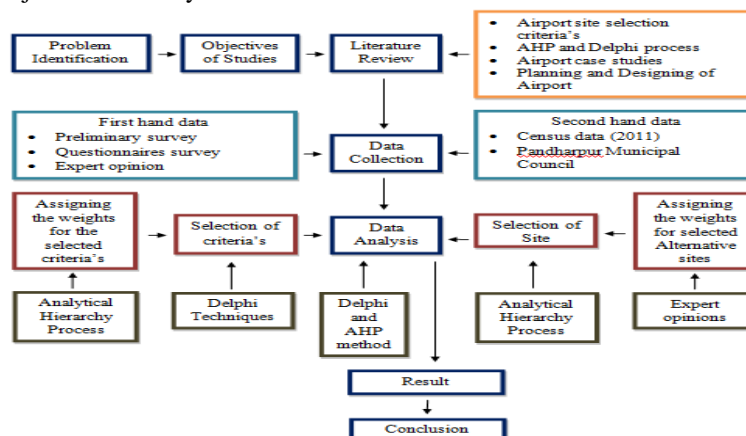 Problem
Identification
Objectives
of Studies
Literature
Review
• Airport site selection
criteria's
• AHP and Delphi process
• Airport case studies
• Planning and Designing of
Airport
First hand data
• Preliminary survey
• Questionnaires survey
• Expert opinion
Data
Collection
Second hand data
• Census data (2011)
• Pandharpur Municipal
Council
Assigning
the weights
for the
selected
criteria's
Selection of
criteria's
Data
Analysis
Selection of
Site
Assigning
the weights
for selected
Alternative
sites
Analytical
Hierarchy
Process
Delphi
Techniques
Delphi
and
AHP
method
Analytical
Hierarchy
Process
Expert
opinions
Result
Conclusion